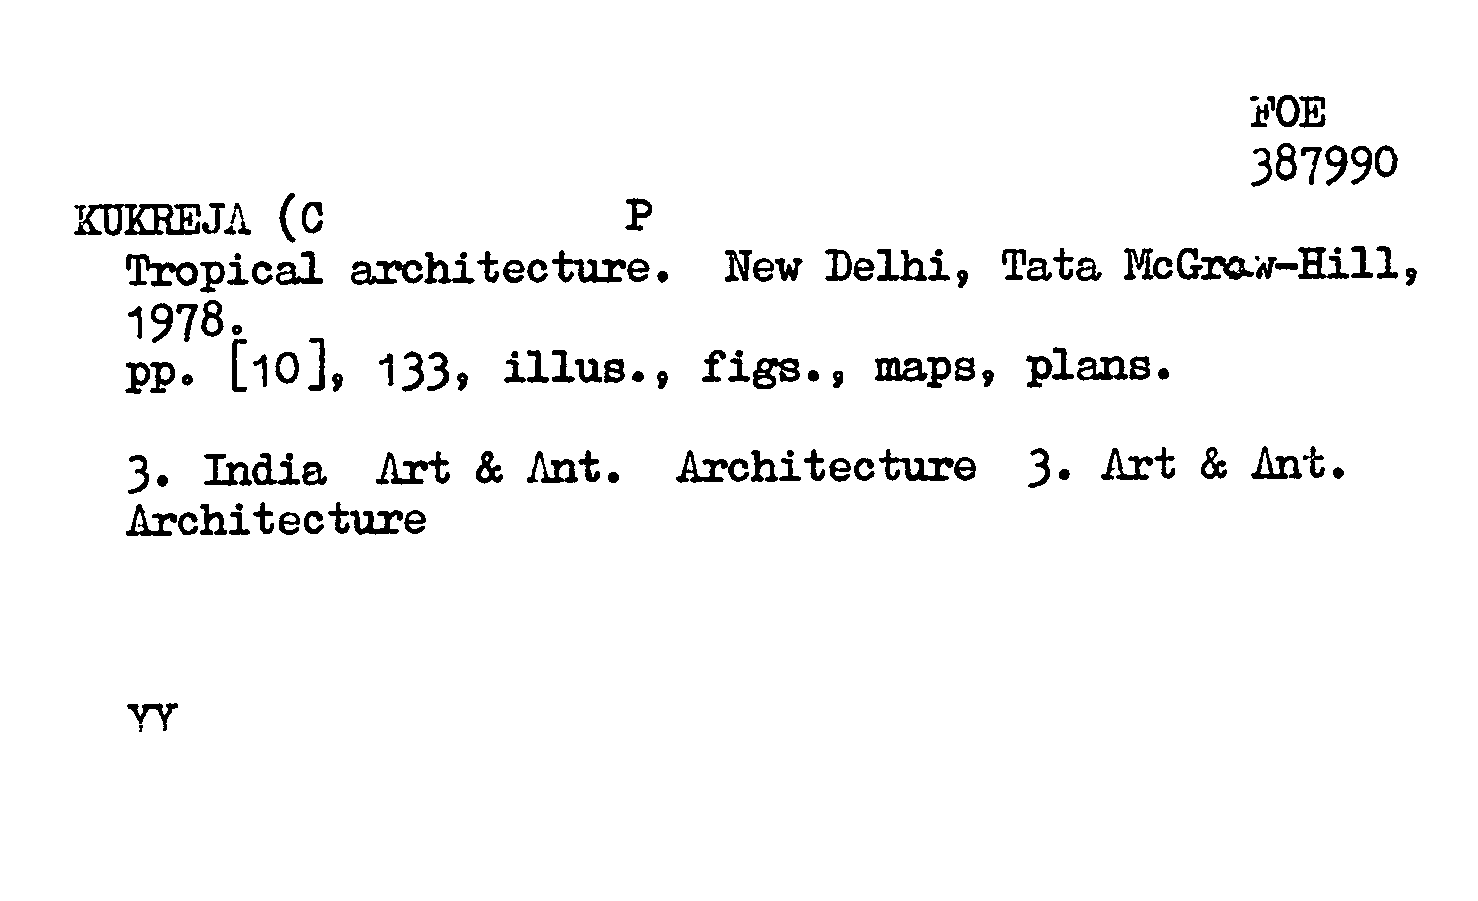 FOE
387990
KUKREJA (C P
Tropical architecture. New Delhi, Tata McGraw-Hill,
1978.
pp. [10], 133, illus., figs., maps, plans.
3. India Art & Ant. Architecture 3. Art & Ant.
Architecture
YY